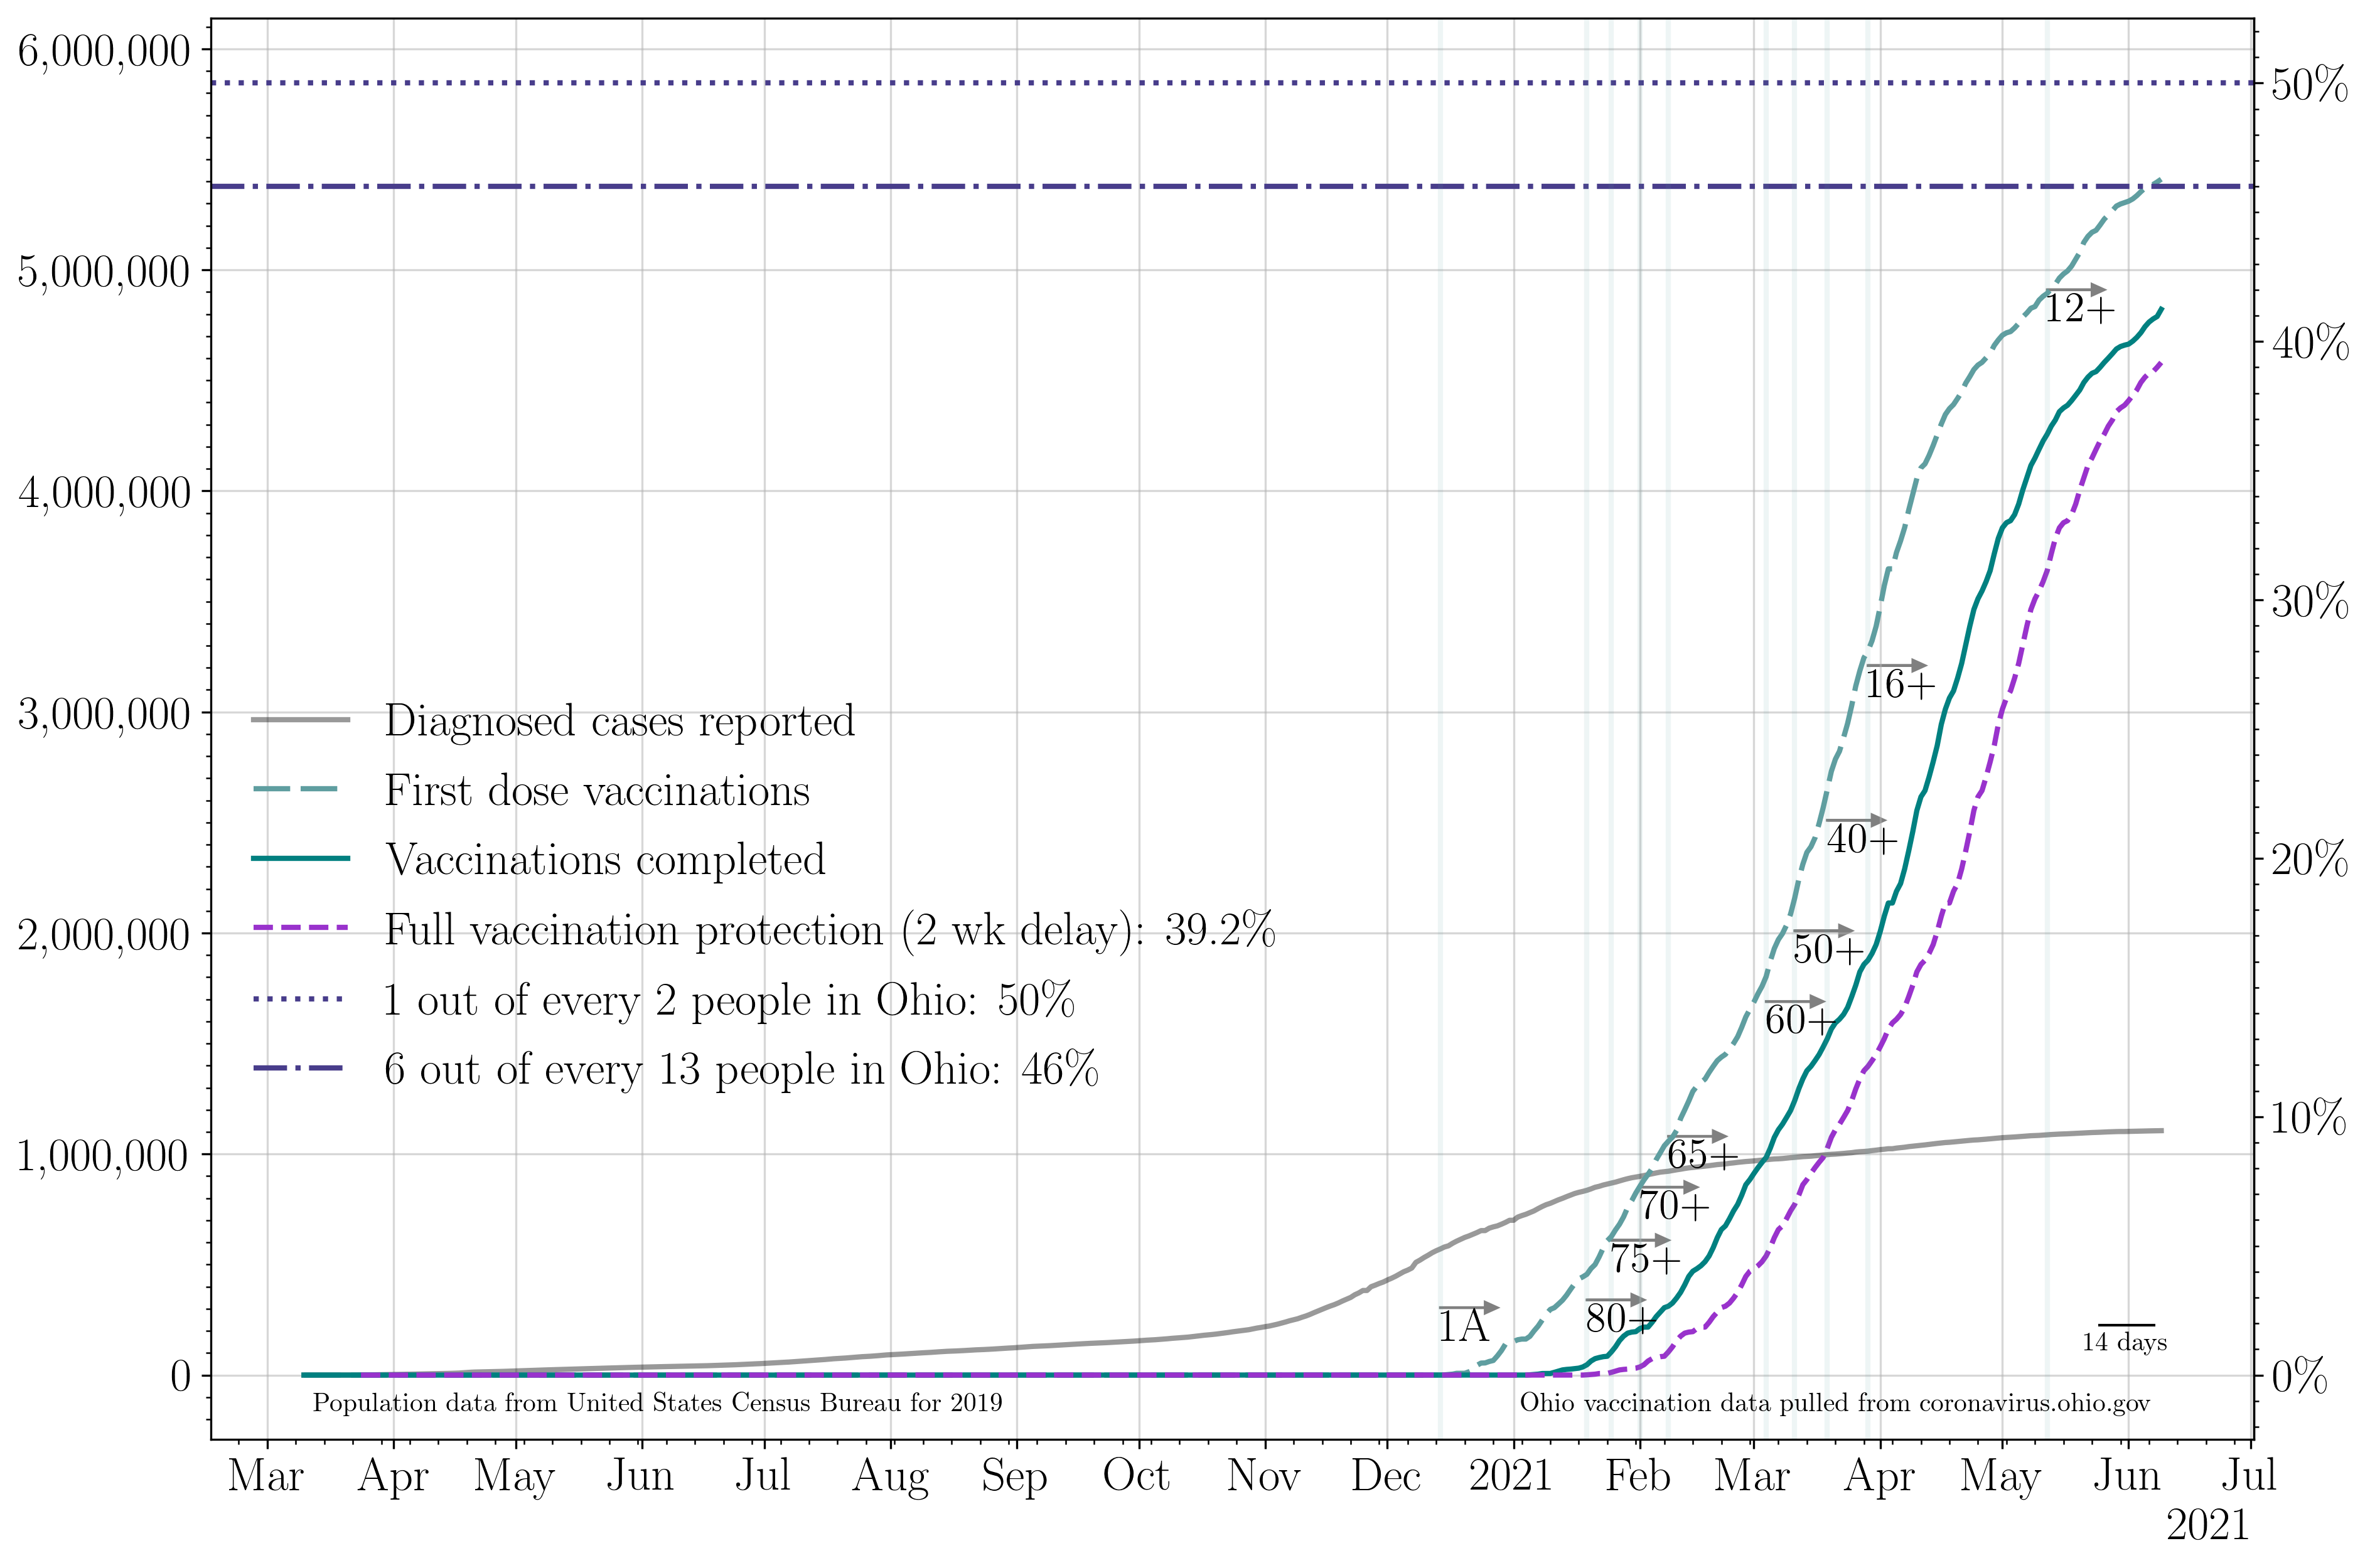 6,000,000
5,000,000
4,000,000
3,000,000
2,000,000
1,000,000
0
50%
40%
30%
20%
10%
0%
Diagnosed cases reported
First dose vaccinations
Vaccinations completed
Full vaccination protection (2 wk delay): 39.2%
1 out of every 2 people in Ohio: 50%
6 out of every 13 people in Ohio: 46%
12+
16+
40+
50+
60+
65+
70+
75+
80+
1A
14 days
Population data from United States Census Bureau for 2019
Ohio vaccination data pulled from coronavirus.ohio.gov
Mar Apr May Jun Jul Aug Sep Oct Nov Dec 2021 Feb Mar Apr May Jun Jul
2021